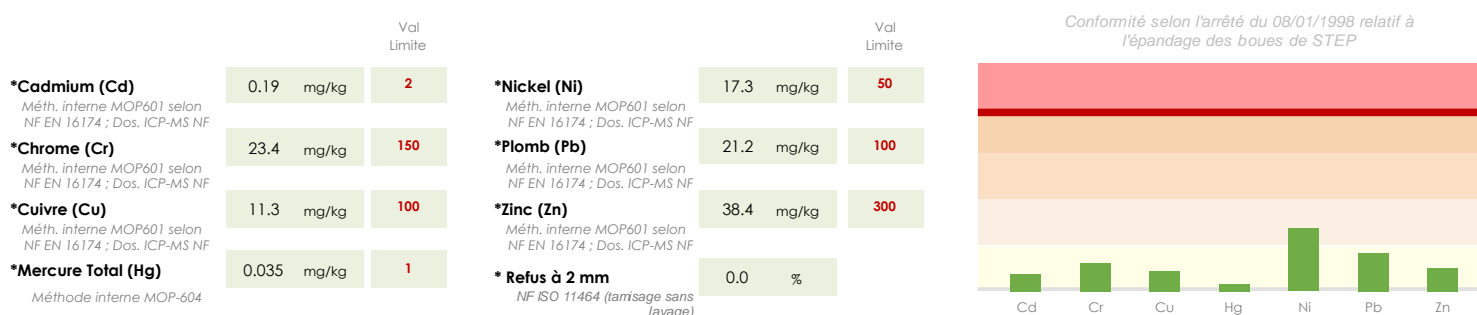 Val
Limite
*Cadmium (Cd) 0.19 mg/kg 2
Méth. interne MOP601 selon
NF EN 16174 ; Dos. ICP-MS NF
*Chrome (Cr) 23.4 mg/kg 150
Méth. interne MOP601 selon
NF EN 16174 ; Dos. ICP-MS NF
*Cuivre (Cu) 11.3 mg/kg 100
Méth. interne MOP601 selon
NF EN 16174 ; Dos. ICP-MS NF
*Mercure Total (Hg) 0.035 mg/kg 1
Méthode interne MOP-604
Val
Limite
*Nickel (Ni) 17.3 mg/kg 50
Méth. interne MOP601 selon
NF EN 16174 ; Dos. ICP-MS NF
*Plomb (Pb) 21.2 mg/kg 100
Méth. interne MOP601 selon
NF EN 16174 ; Dos. ICP-MS NF
*Zinc (Zn) 38.4 mg/kg 300
Méth. interne MOP601 selon
NF EN 16174 ; Dos. ICP-MS NF
* Refus à 2 mm 0.0 %
NF ISO 11464 (tamisage sans
lavage)
Conformité selon l'arrêté du 08/01/1998 relatif à
l'épandage des boues de STEP
Cd Cr Cu Hg Ni Pb Zn